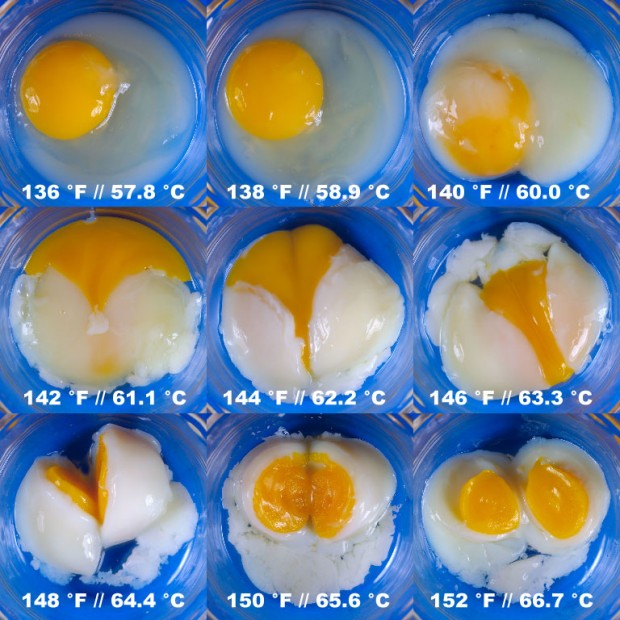 136 °F // 57.8 °C
138 °F // 58.9 °C
140 °F // 60.0 °C
142 °F // 61.1 °C
144 °F // 62.2 °C
146 °F // 63.3 °C
148 °F // 64.4 °C
150 °F // 65.6 °C
152 °F // 66.7 °C